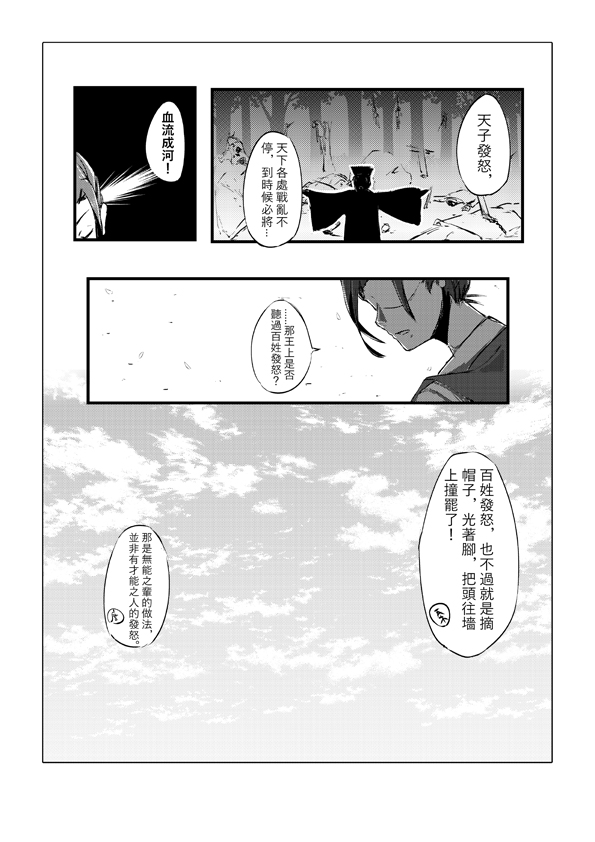 天子發怒，
天下各處戰亂不
停，到時候必將…
血流成河！
……那王上是否
聽過百姓發怒？
百姓發怒，也不過就是摘
帽子，光著腳，把頭往墻
上撞罷了！
那是無能之輩的做法，
並非有才能之人的發怒。